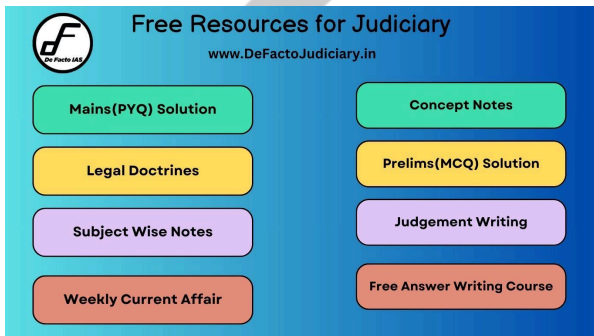 Free Resources for Judiciary
De Facto IAS
www.DeFactoJudiciary.in
Mains(PYQ) Solution
Concept Notes
Legal Doctrines
Prelims(MCQ) Solution
Subject Wise Notes
Judgement Writing
Weekly Current Affair
Free Answer Writing Course